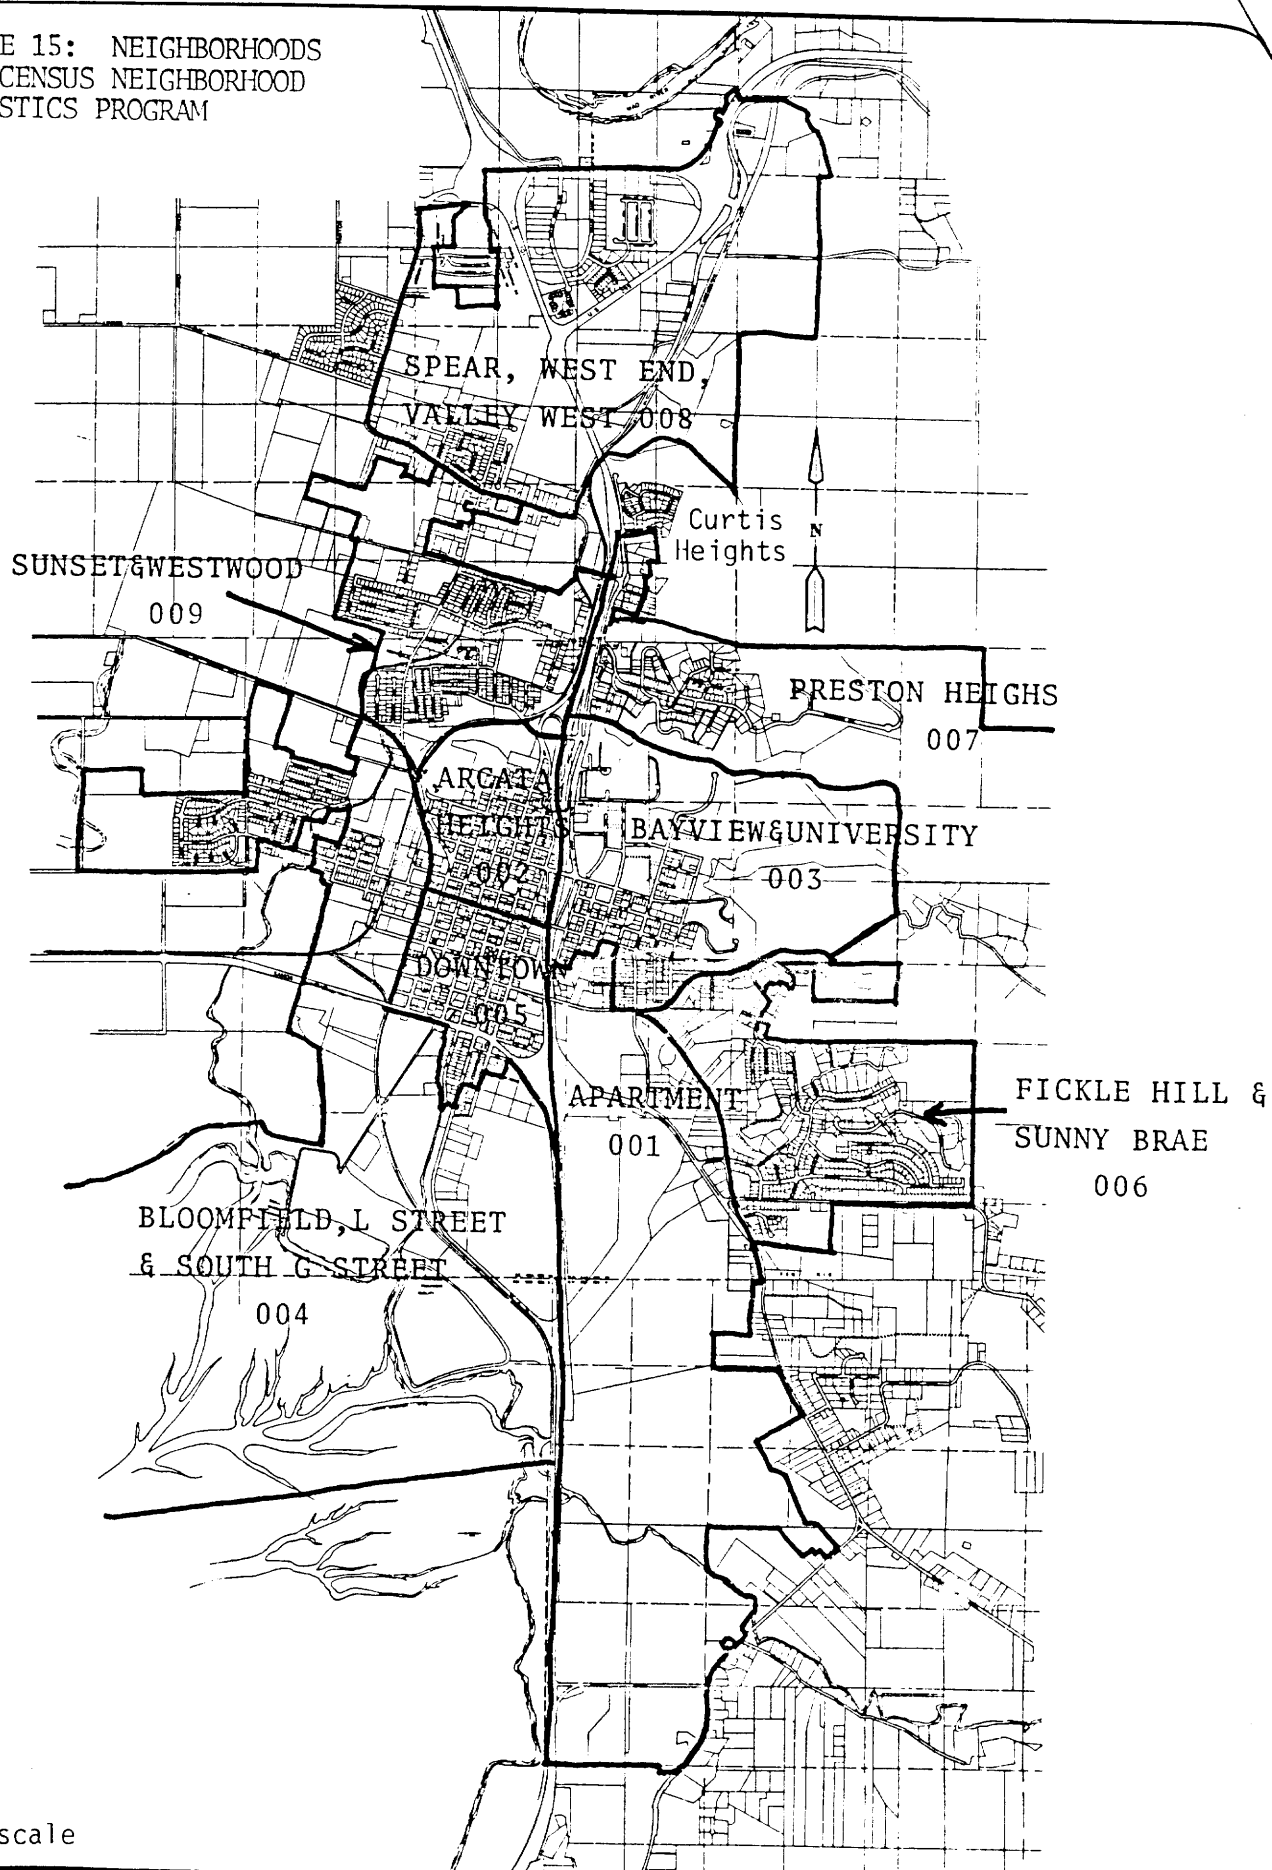 E 15: NEIGHBORHOODS
CENSUS NEIGHBORHOOD
STICS PROGRAM
SPEAR, WEST END,
VALLEY WEST 008
Curtis
Heights
N
SUNSET&WESTWOOD
009
PRESTON HEIGHS
007
ARCATA
HEIGHTS
002
BAYVIEW&UNIVERSITY
003
DOWNTOWN
005
APARTMENT
001
FICKLE HILL &
SUNNY BRAE
006
BLOOMFIELD,L STREET
& SOUTH G STREET
004
scale